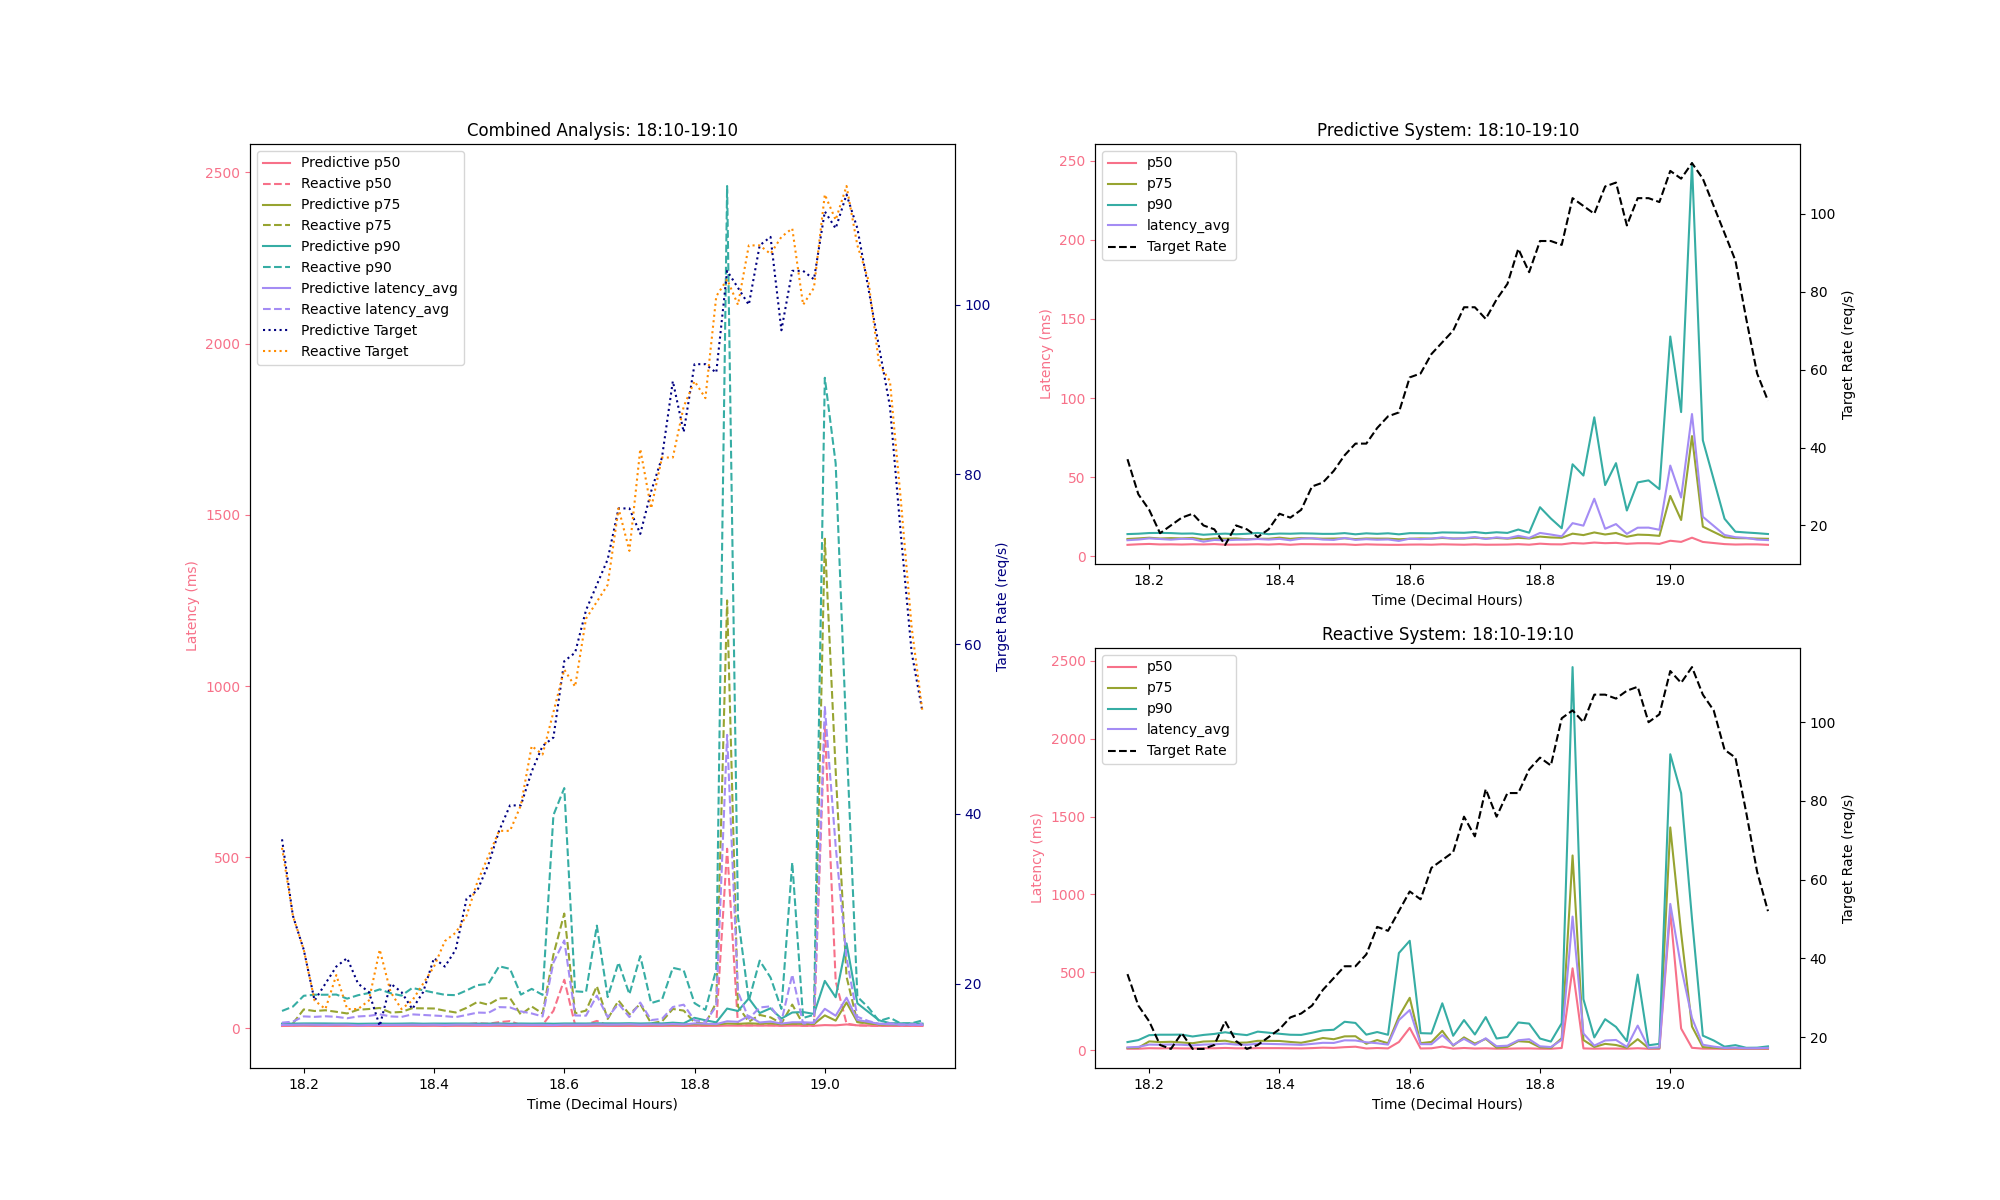 Combined Analysis: 18:10-19:10
Predictive p50
Reactive p50
Predictive p75
Reactive p75
Predictive p90
Reactive p90
Predictive latency_avg
Reactive latency_avg
Predictive Target
Reactive Target
2500
2000
1500
1000
500
0
Latency (ms)
100
80
60
40
20
Target Rate (req/s)
18.2 18.4 18.6 18.8 19.0
Time (Decimal Hours)
Predictive System: 18:10-19:10
p50
p75
p90
latency_avg
Target Rate
250
200
150
100
50
0
Latency (ms)
100
80
60
40
20
Target Rate (req/s)
18.2 18.4 18.6 18.8 19.0
Time (Decimal Hours)
Reactive System: 18:10-19:10
p50
p75
p90
latency_avg
Target Rate
2500
2000
1500
1000
500
0
Latency (ms)
100
80
60
40
20
Target Rate (req/s)
18.2 18.4 18.6 18.8 19.0
Time (Decimal Hours)